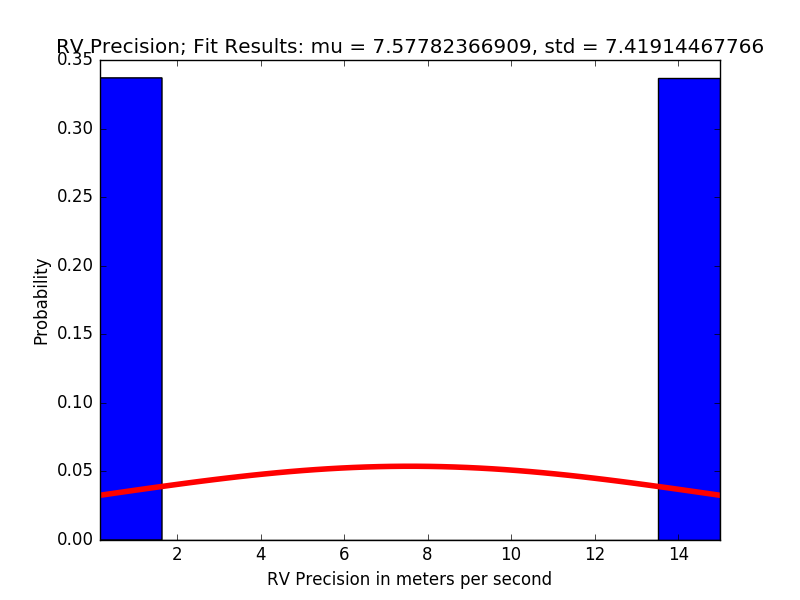 RV Precision; Fit Results: mu = 7.57782366909, std = 7.41914467766
0.35
0.30
0.25
0.20
0.15
0.10
0.05
0.00
Probability
2 4 6 8 10 12 14
RV Precision in meters per second